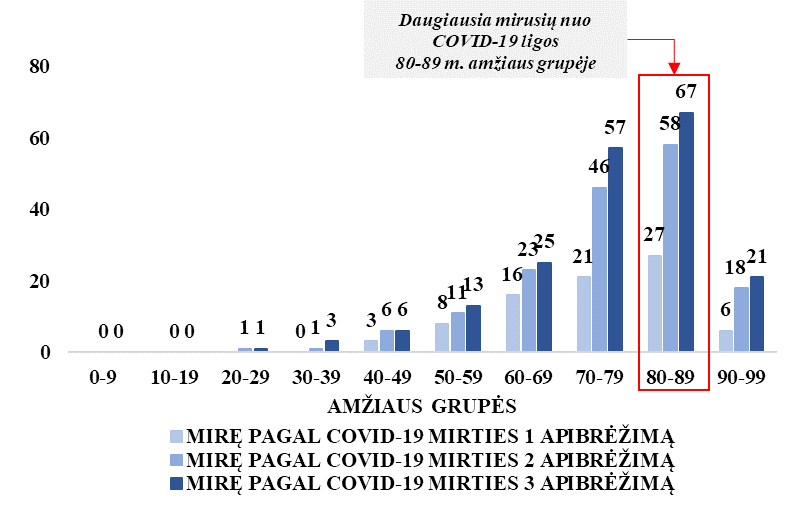 Daugiausia mirusių nuo
COVID-19 ligos
80-89 m. amžiaus grupėje
80
60
40
20
0
0 0
0 0
1 1
0 1 3
3 6 6
8 11 13
16 23 25
21 46 57
27 58 67
6 18 21
0-9 10-19 20-29 30-39 40-49 50-59 60-69 70-79 80-89 90-99
AMŽIAUS GRUPĖS
MIRĘ PAGAL COVID-19 MIRTIES 1 APIBRĖŽIMĄ
MIRĘ PAGAL COVID-19 MIRTIES 2 APIBRĖŽIMĄ
MIRĘ PAGAL COVID-19 MIRTIES 3 APIBRĖŽIMĄ